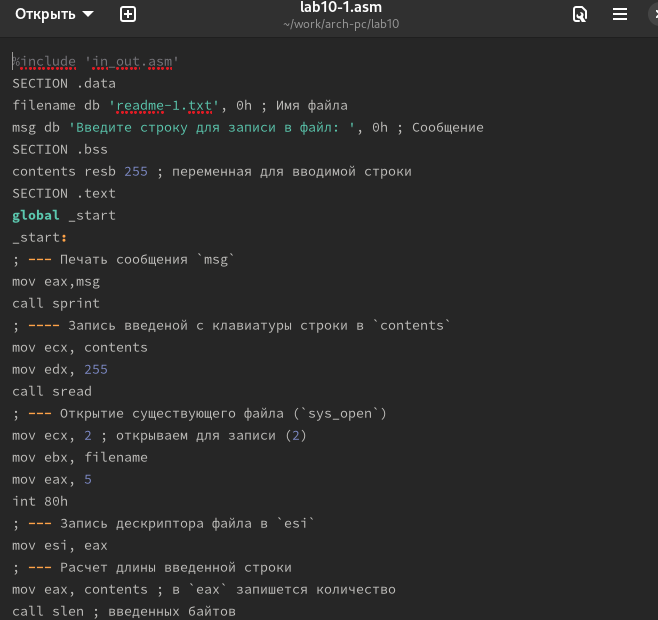 Открыть
lab10-1.asm
~/work/arch-pc/lab10
%include 'in_out.asm'
SECTION .data
filename db 'readme-1.txt', 0h ; Имя файла
msg db 'Введите строку для записи в файл: ', 0h ; Сообщение
SECTION .bss
contents resb 255 ; переменная для вводимой строки
SECTION .text
global _start
_start:
; --- Печать сообщения `msg`
mov eax,msg
call sprint
; ---- Запись введеной с клавиатуры строки в `contents`
mov ecx, contents
mov edx, 255
call sread
; --- Открытие существующего файла (`sys_open`)
mov ecx, 2 ; открываем для записи (2)
mov ebx, filename
mov eax, 5
int 80h
; --- Запись дескриптора файла в `esi`
mov esi, eax
; --- Расчет длины введенной строки
mov eax, contents ; в `eax` запишется количество
call slen ; введенных байтов